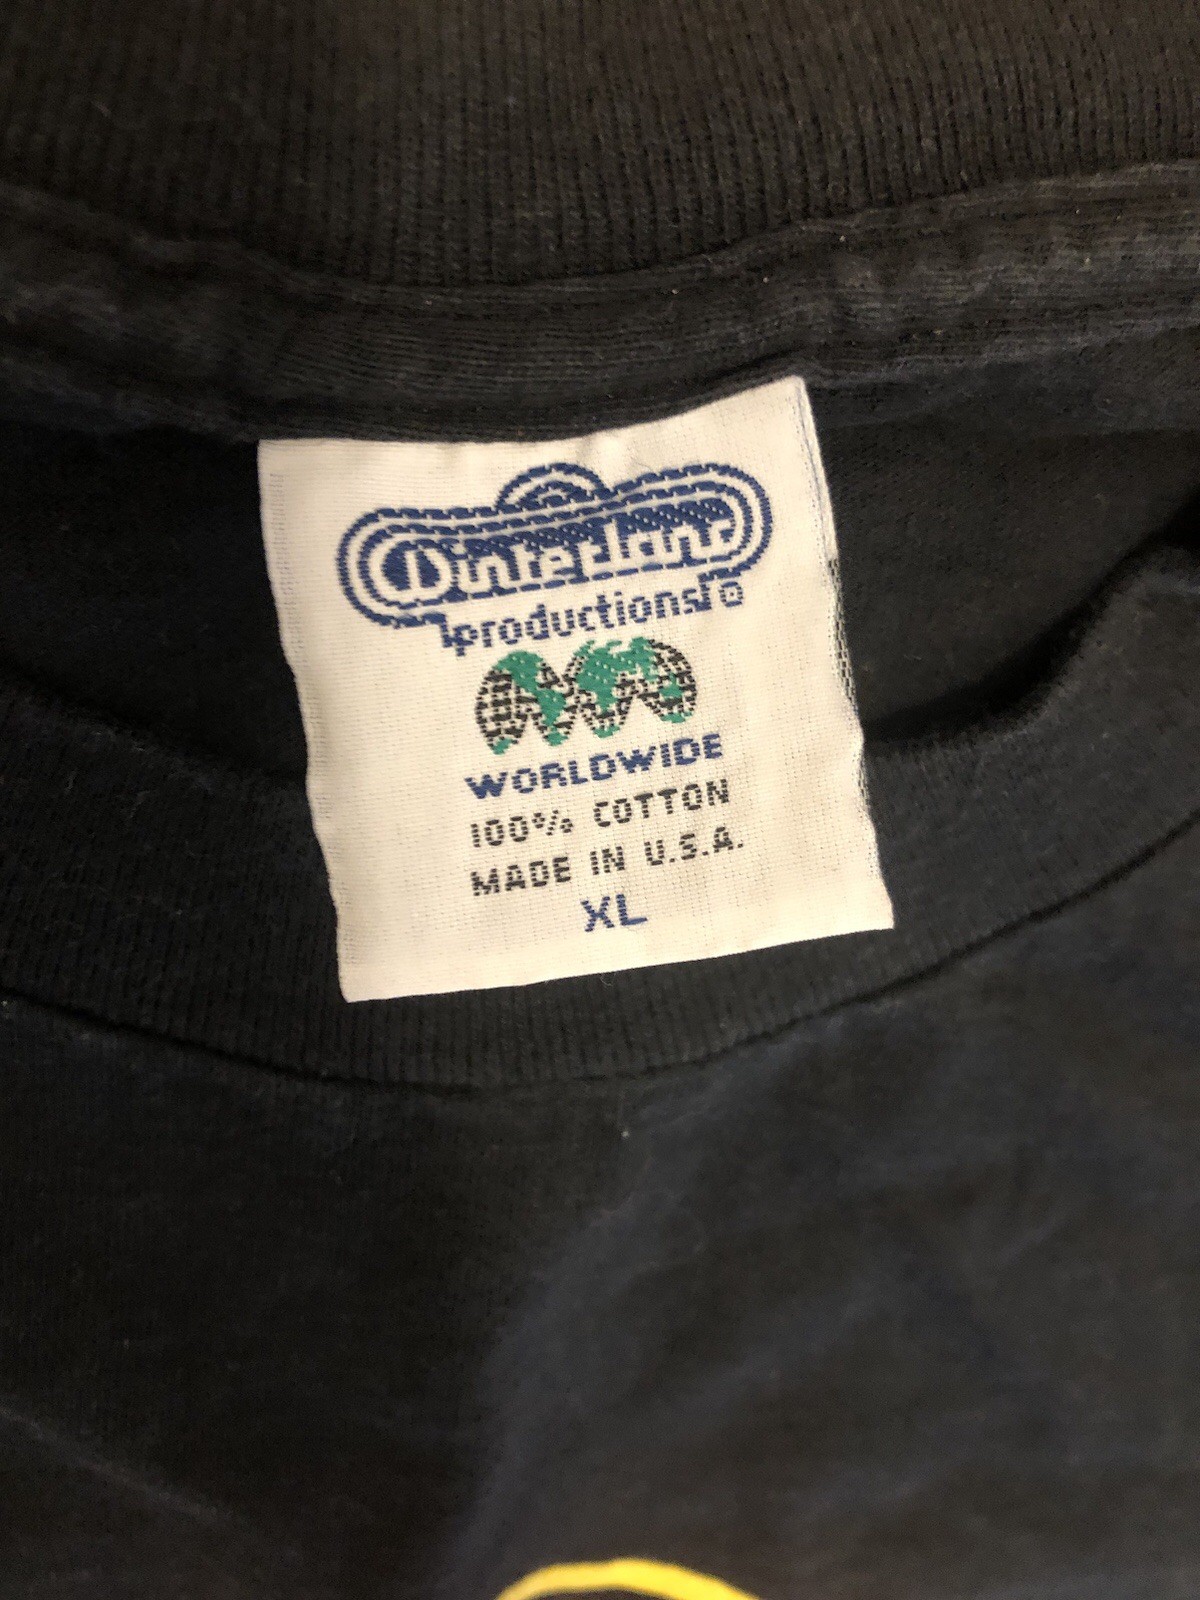 Winterland
productions ®
WORLDWIDE
100% COTTON
MADE IN U.S.A.
XL